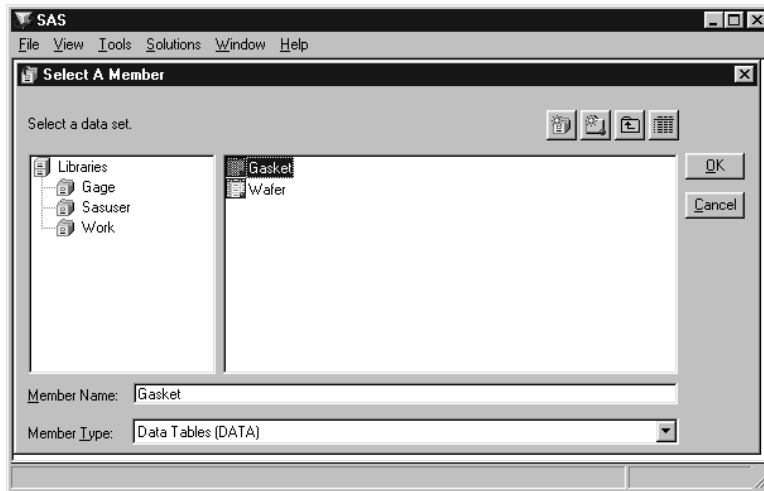 SAS
File View Tools Solutions Window Help
Select A Member
Select a data set.
Libraries
Gage
Sasuser
Work
Gasket
Wafer
OK
Cancel
Member Name: Gasket
Member Type: Data Tables (DATA)